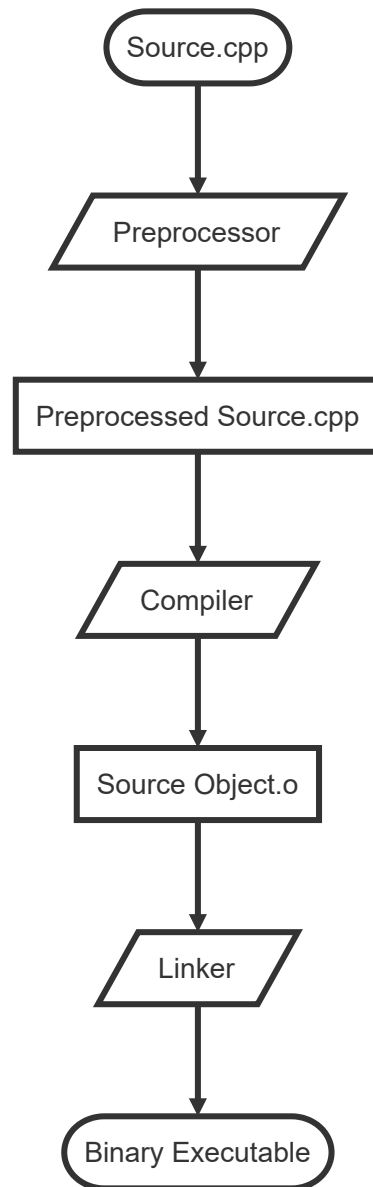 Source.cpp
Preprocessor
Preprocessed Source.cpp
Compiler
Source Object.o
Linker
Binary Executable